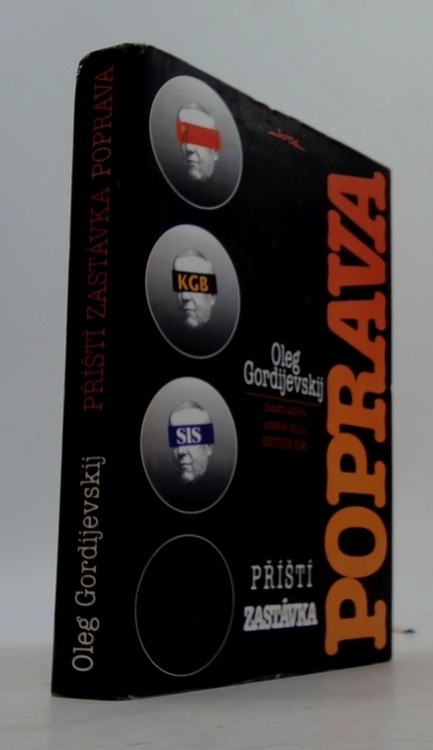 Oleg Gordijevskij PŘÍŠTÍ ZASTÁVKA POPRAVA
KGB
SIS
Oleg
Gordijevskij
PŘÍŠTÍ
ZASTÁVKA
POPRAVA